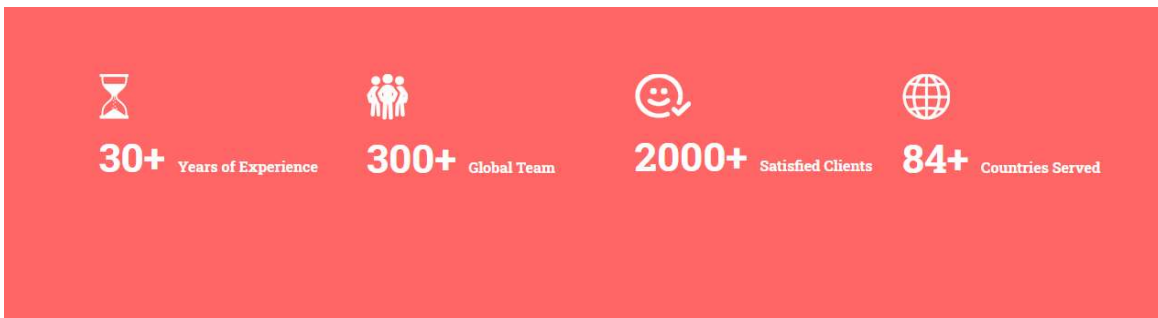 30+ Years of Experience
300+ Global Team
2000+ Satisfied Clients
84+ Countries Served